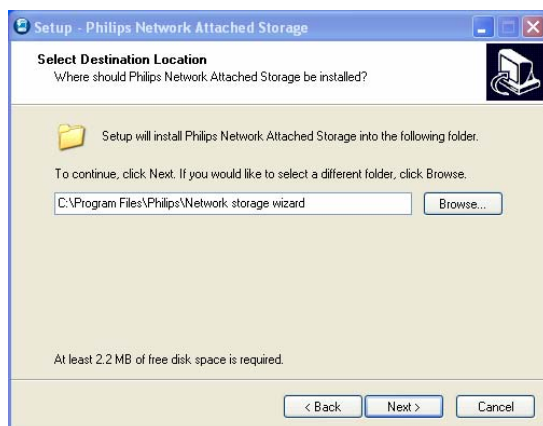 Setup - Philips Network Attached Storage
Select Destination Location
Where should Philips Network Attached Storage be installed?
Setup will install Philips Network Attached Storage into the following folder.
To continue, click Next. If you would like to select a different folder, click Browse.
C:\Program Files\Philips\Network storage wizard
Browse...
At least 2.2 MB of free disk space is required.
< Back
Next >
Cancel